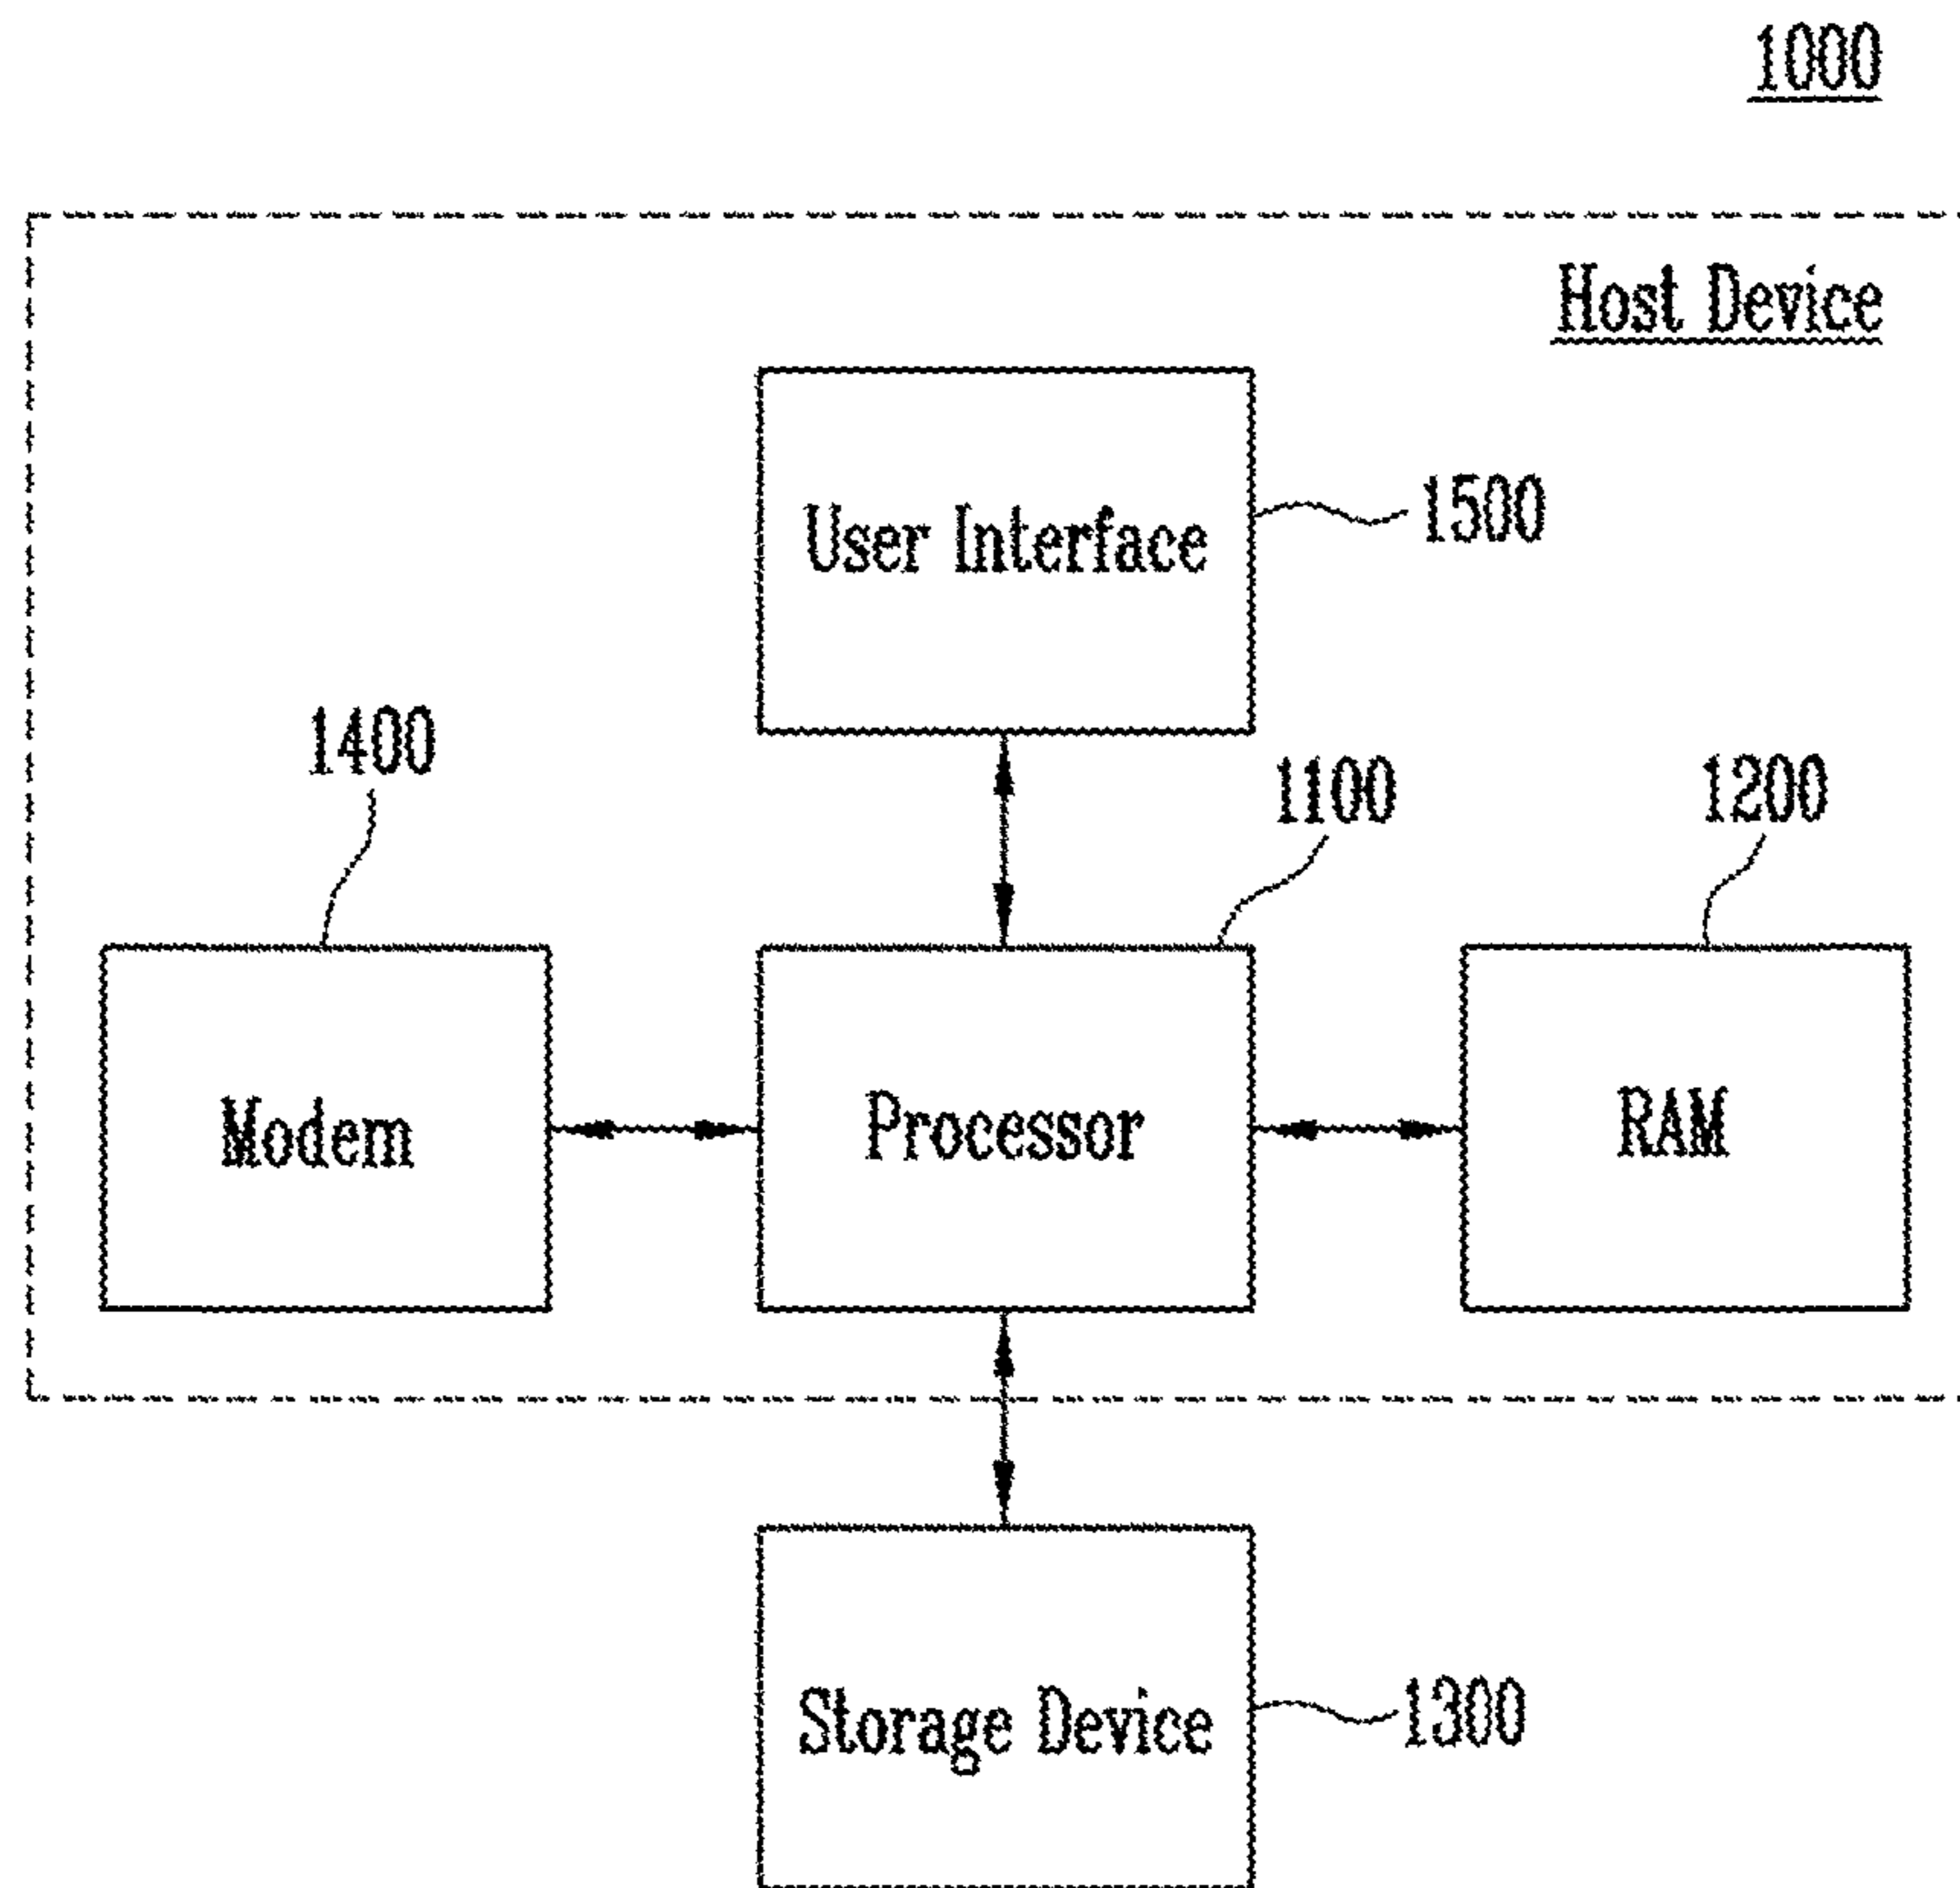 1000
Host Device
User Interface
1500
1400
1100
1200
Modem
Processor
RAM
Storage Device
1300